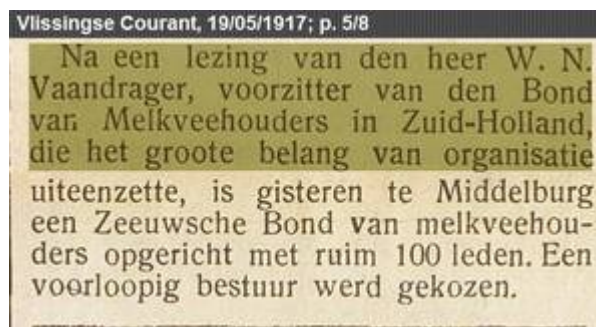 Vlissingse Courant, 19/05/1917; p. 5/8
Na een lezing van den heer W. N.
Vaandrager, voorzitter van den Bond
van Melkveehouders in Zuid-Holland,
die het groote belang van organisatie
uiteenzette, is gisteren te Middelburg
een Zeeuwsche Bond van melkveehou-
ders opgericht met ruim 100 leden. Een
voorloopig bestuur werd gekozen.